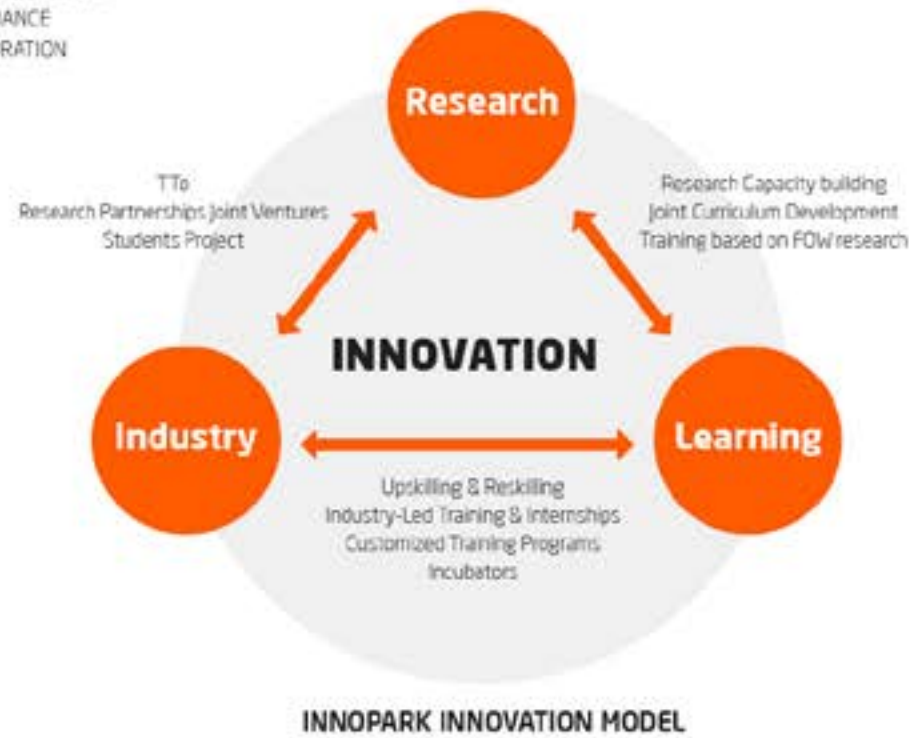 RATION
Research
TTo
Research Partnerships Joint Ventures
Students Project
Research Capacity building
Joint Curriculum Development
Training based on FOW research
INNOVATION
Industry
Learning
Upskilling & Reskilling
Industry-Led Training & Internships
Customized Training Programs
Incubators
INNOPARK INNOVATION MODEL